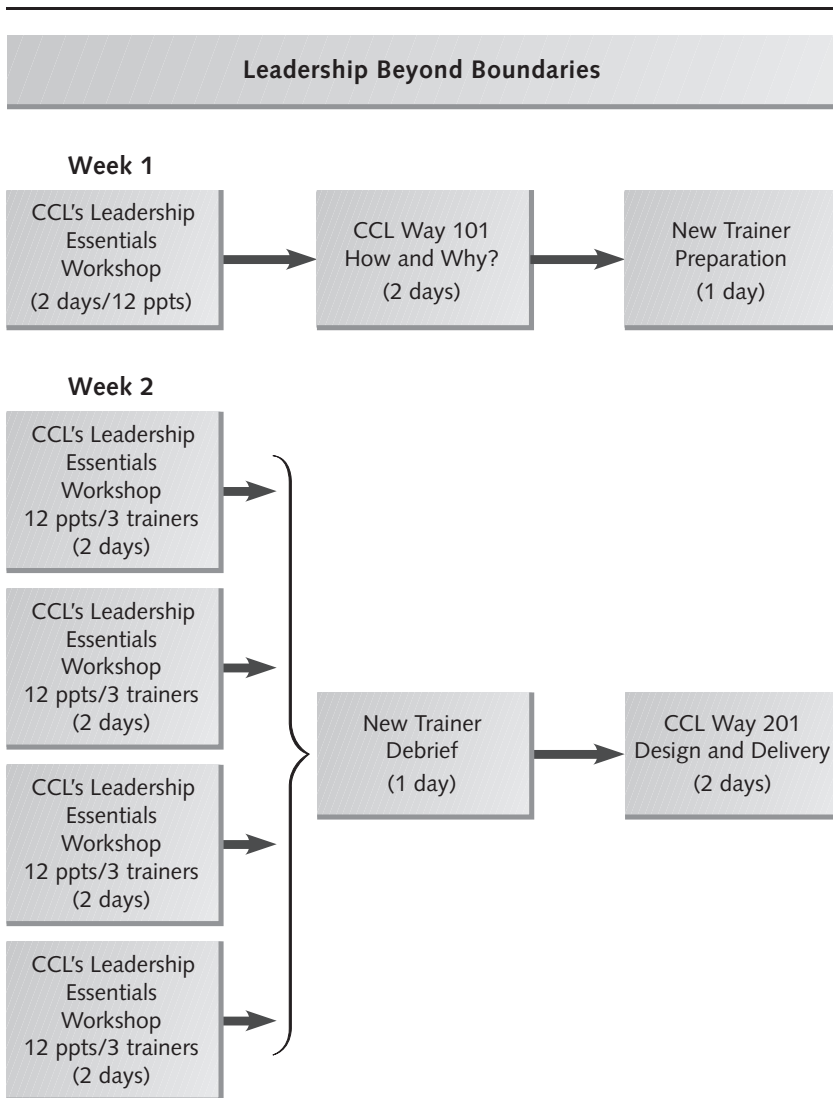 Leadership Beyond Boundaries
Week 1
CCL's Leadership
Essentials
Workshop
(2 days/12 ppts)
CCL Way 101
How and Why?
(2 days)
New Trainer
Preparation
(1 day)
Week 2
CCL's Leadership
Essentials
Workshop
12 ppts/3 trainers
(2 days)
CCL's Leadership
Essentials
Workshop
12 ppts/3 trainers
(2 days)
CCL's Leadership
Essentials
Workshop
12 ppts/3 trainers
(2 days)
CCL's Leadership
Essentials
Workshop
12 ppts/3 trainers
(2 days)
New Trainer
Debrief
(1 day)
CCL Way 201
Design and Delivery
(2 days)